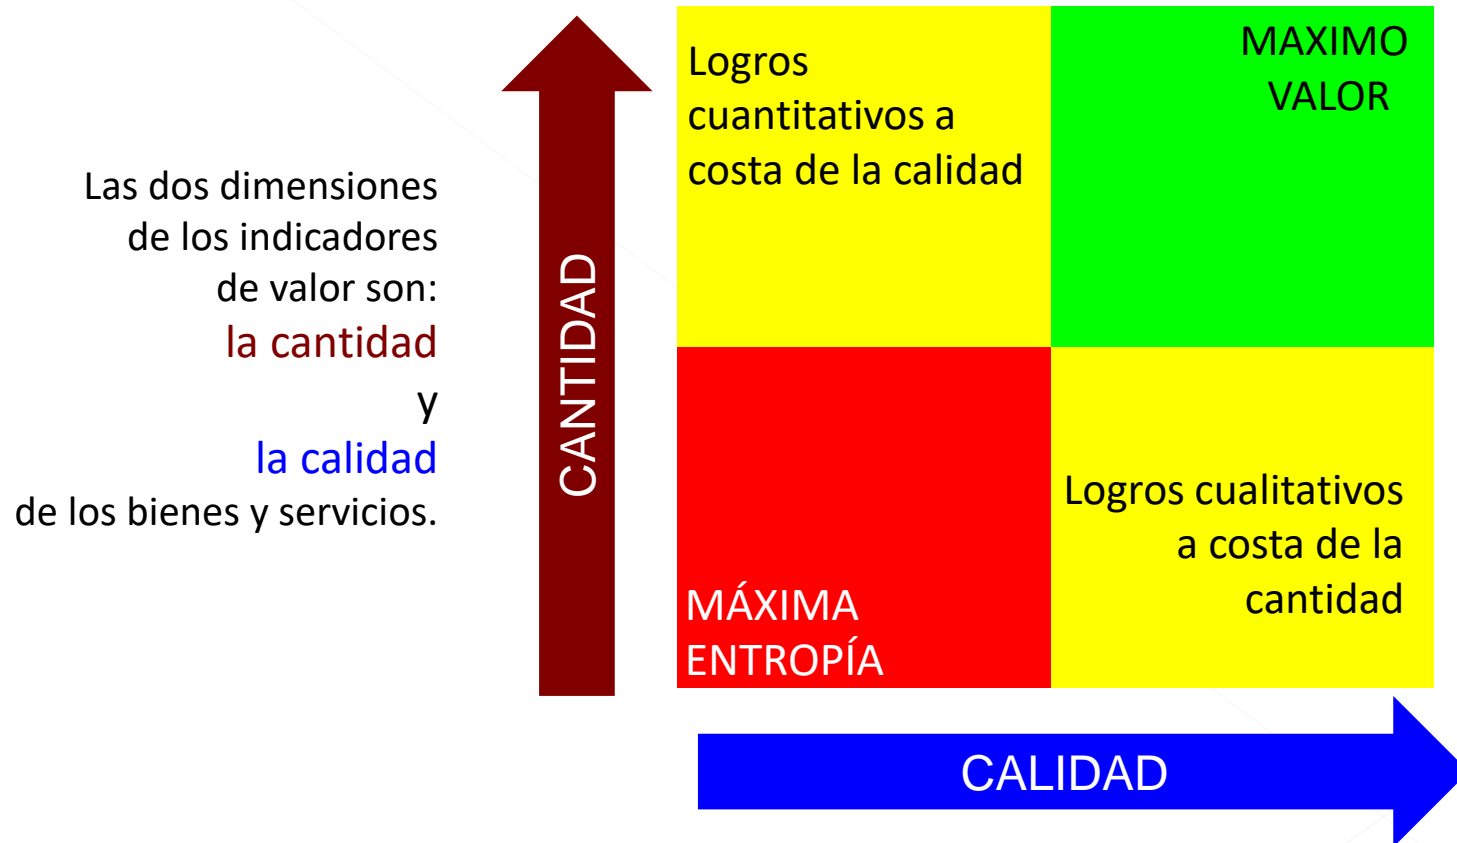 Las dos dimensiones
de los indicadores
de valor son:
la cantidad
y
la calidad
de los bienes y servicios.
CANTIDAD
Logros
cuantitativos a
costa de la calidad
MAXIMO
VALOR
MÁXIMA
ENTROPÍA
Logros cualitativos
a costa de la
cantidad
CALIDAD